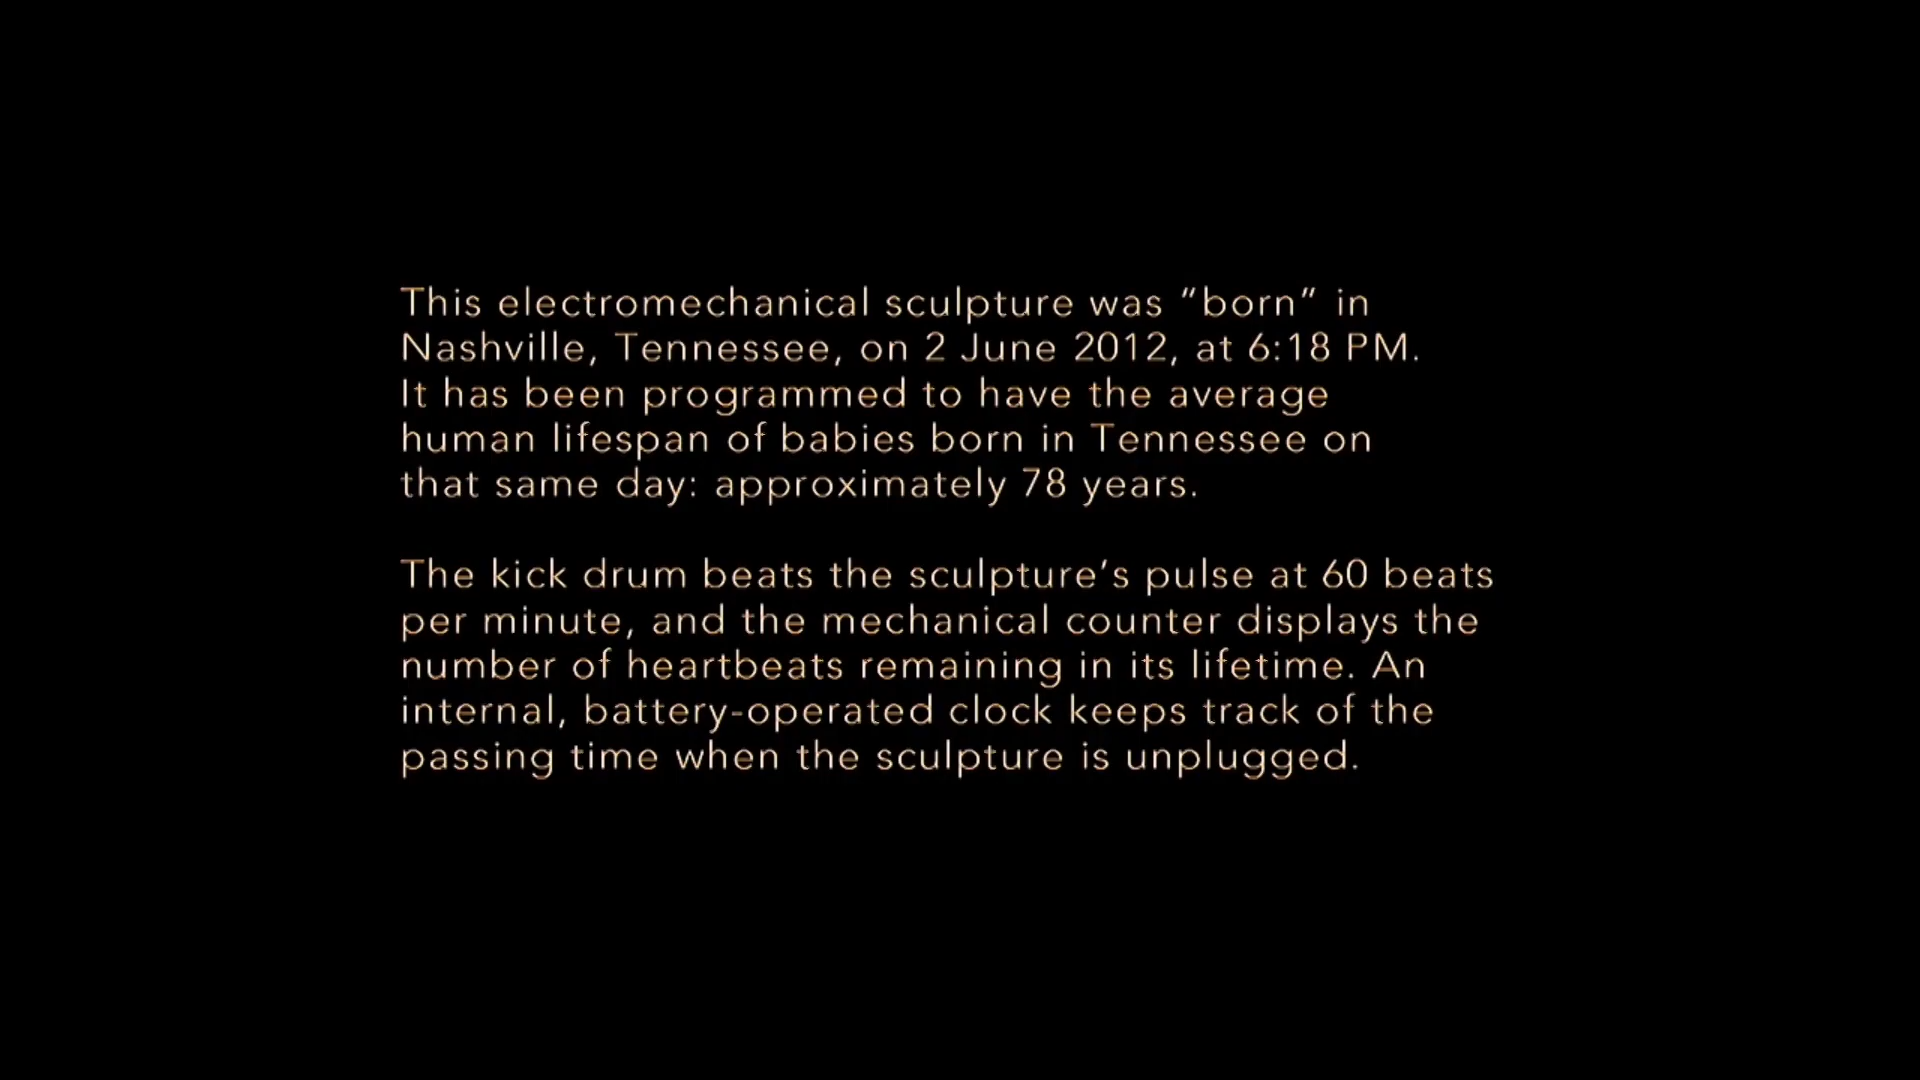 This electromechanical sculpture was “born” in
Nashville, Tennessee, on 2 June 2012, at 6:18 PM.
It has been programmed to have the average
human lifespan of babies born in Tennessee on
that same day: approximately 78 years.
The kick drum beats the sculpture’s pulse at 60 beats
per minute, and the mechanical counter displays the
number of heartbeats remaining in its lifetime. An
internal, battery-operated clock keeps track of the
passing time when the sculpture is unplugged.